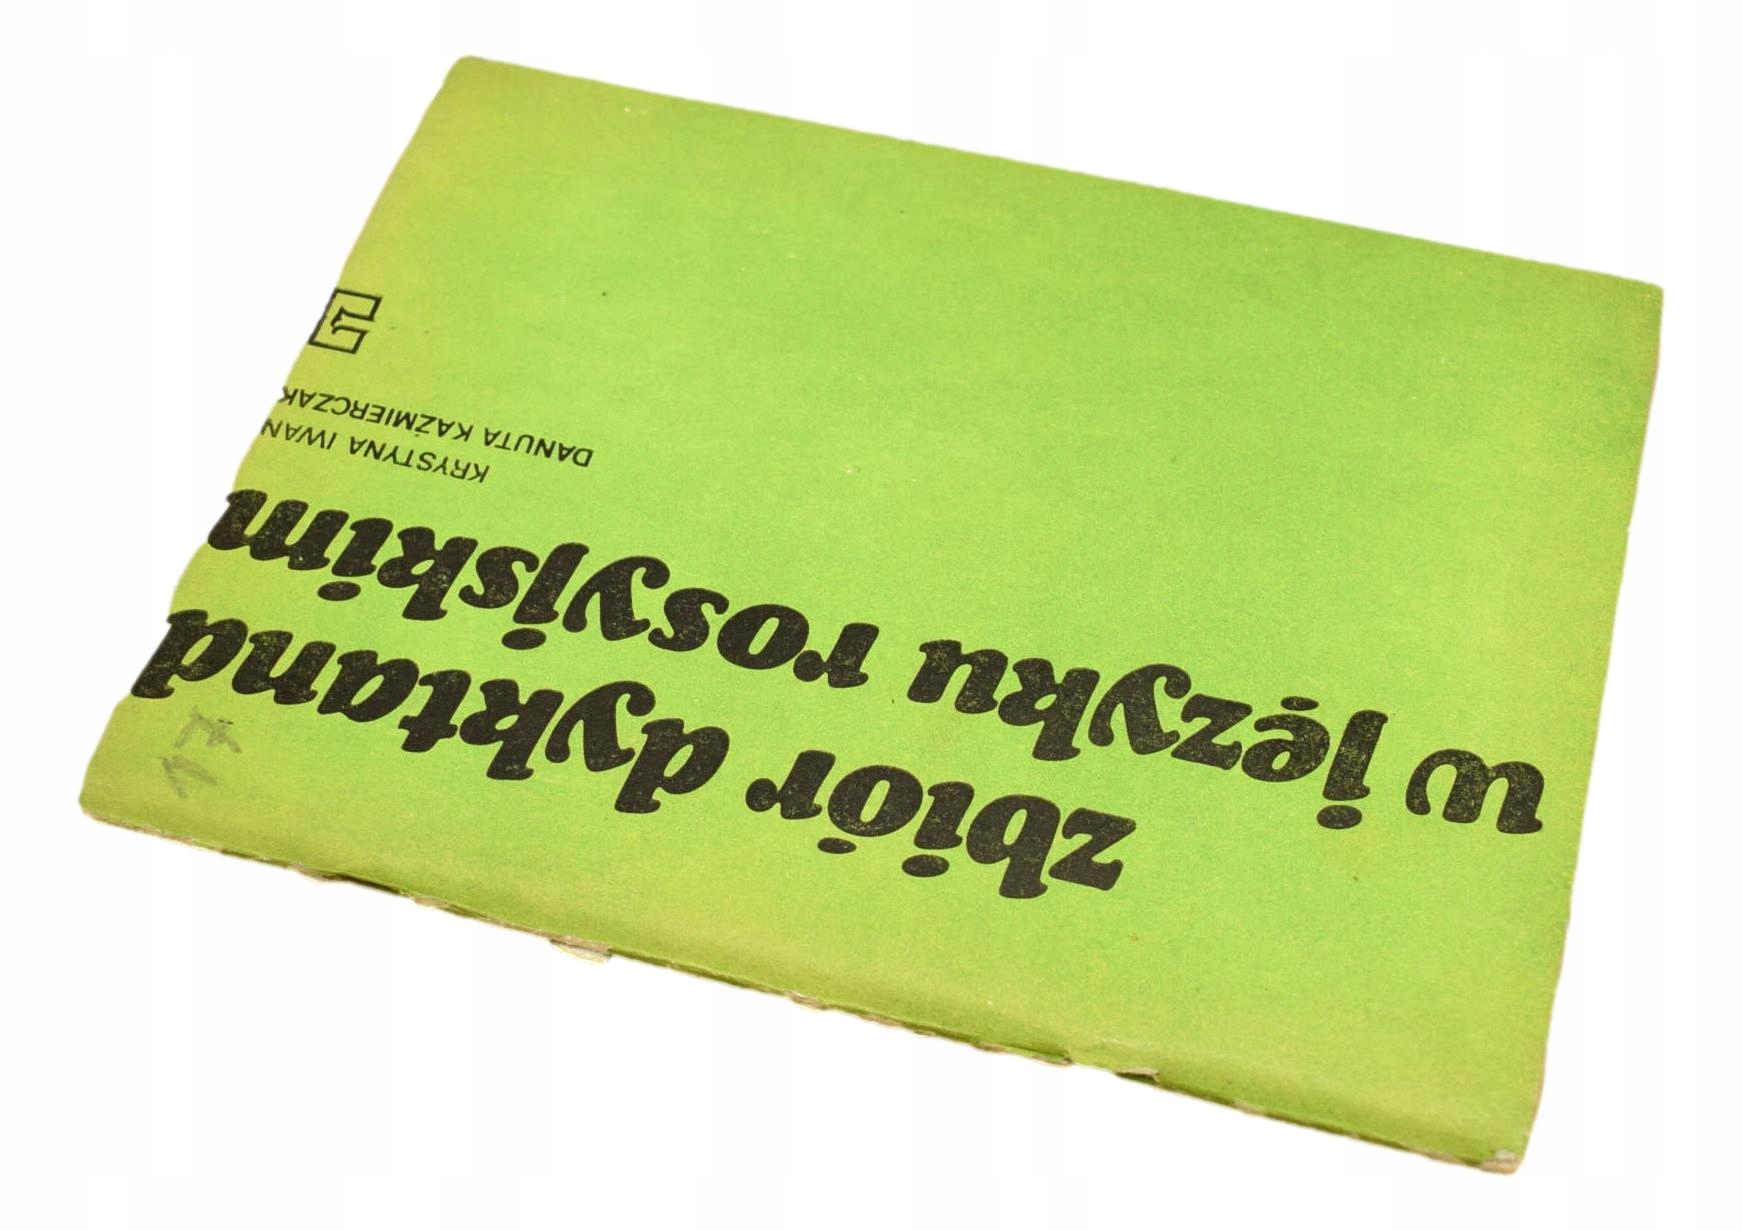 zbiór dyktand
w języku rosyjskim
KRYSTYNA IWAN
DANUTA KAŹMIERCZAK